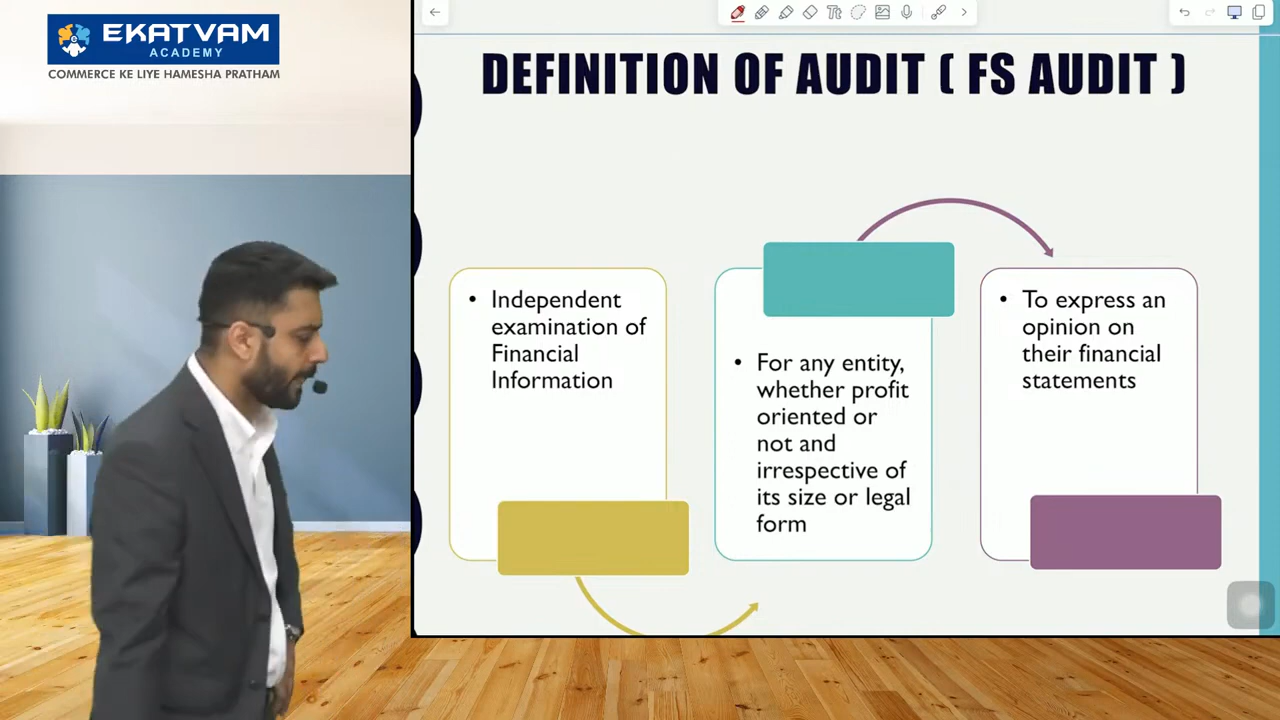 EKATVAM
ACADEMY
COMMERCE KE LIYE HAMESHA PRATHAM
DEFINITION OF AUDIT ( FS AUDIT )
• Independent
examination of
Financial
Information
• For any entity,
whether profit
oriented or
not and
irrespective of
its size or legal
form
• To express an
opinion on
their financial
statements